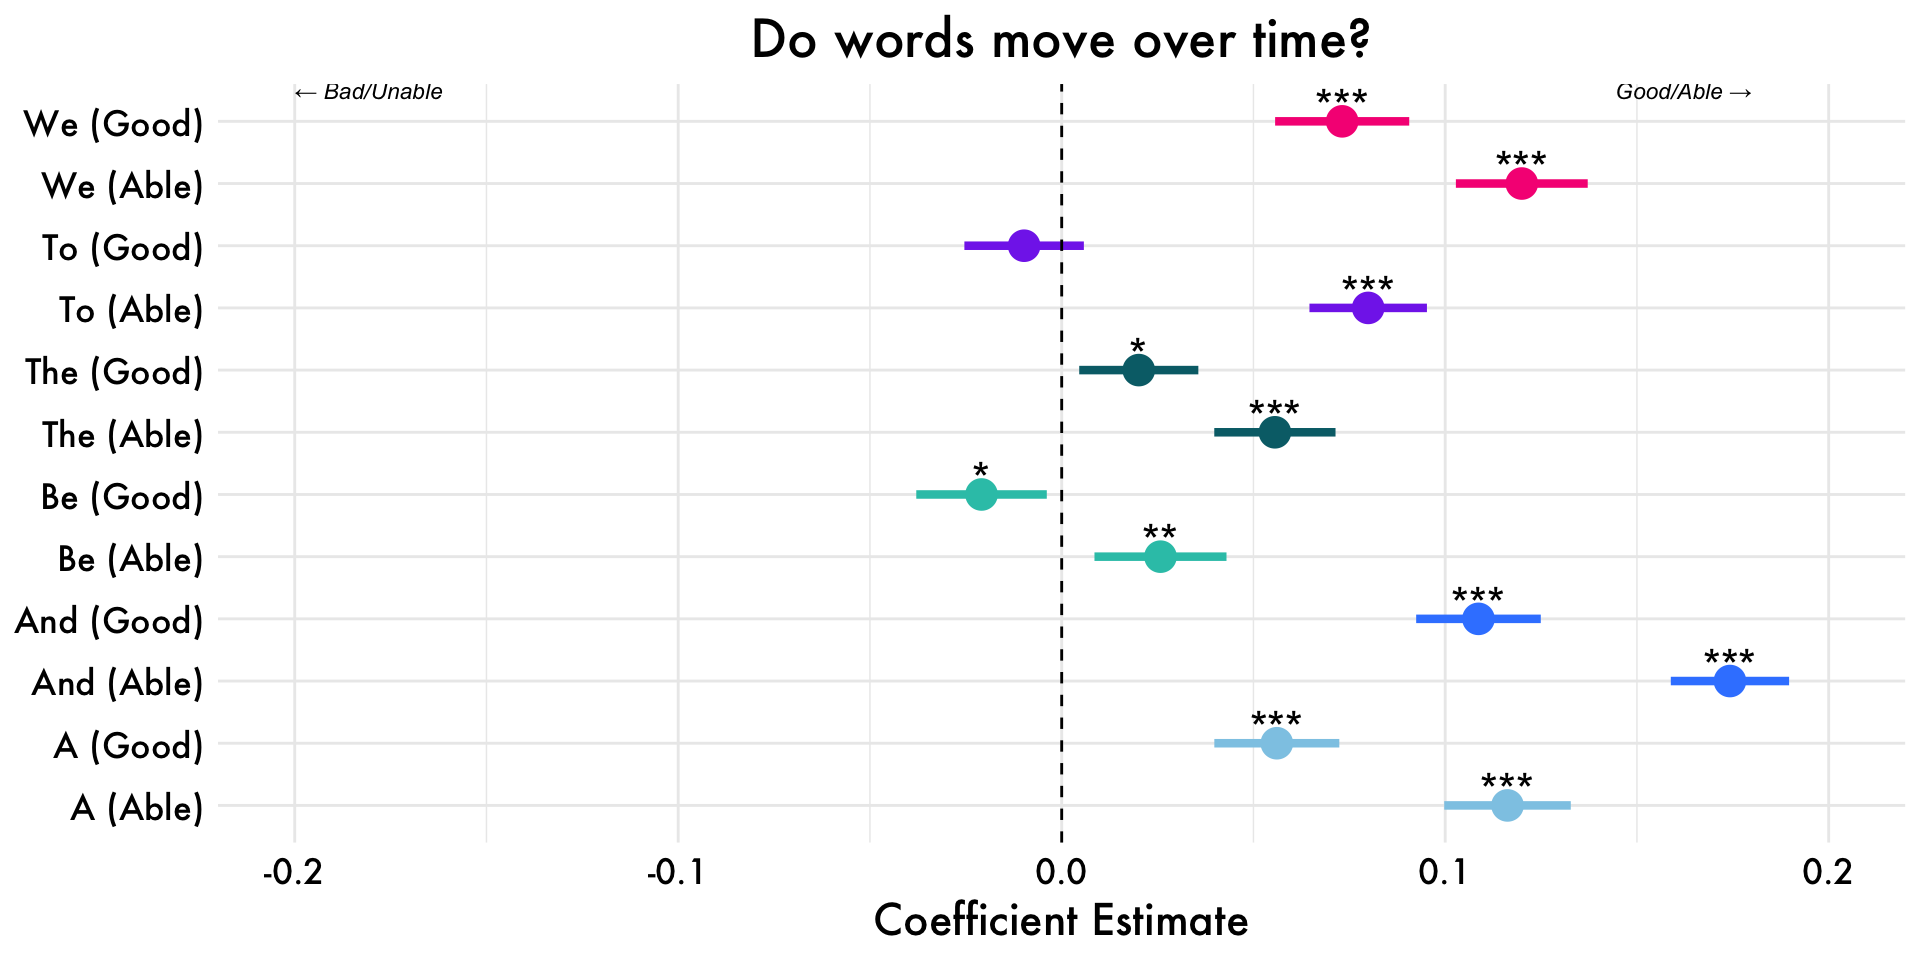 Do words move over time?
← Bad/Unable
Good/Able →
We (Good)
***
We (Able)
***
To (Good)
To (Able)
***
The (Good)
*
The (Able)
***
Be (Good)
*
Be (Able)
**
And (Good)
***
And (Able)
***
A (Good)
***
A (Able)
***
-0.2
-0.1
0.0
0.1
0.2
Coefficient Estimate